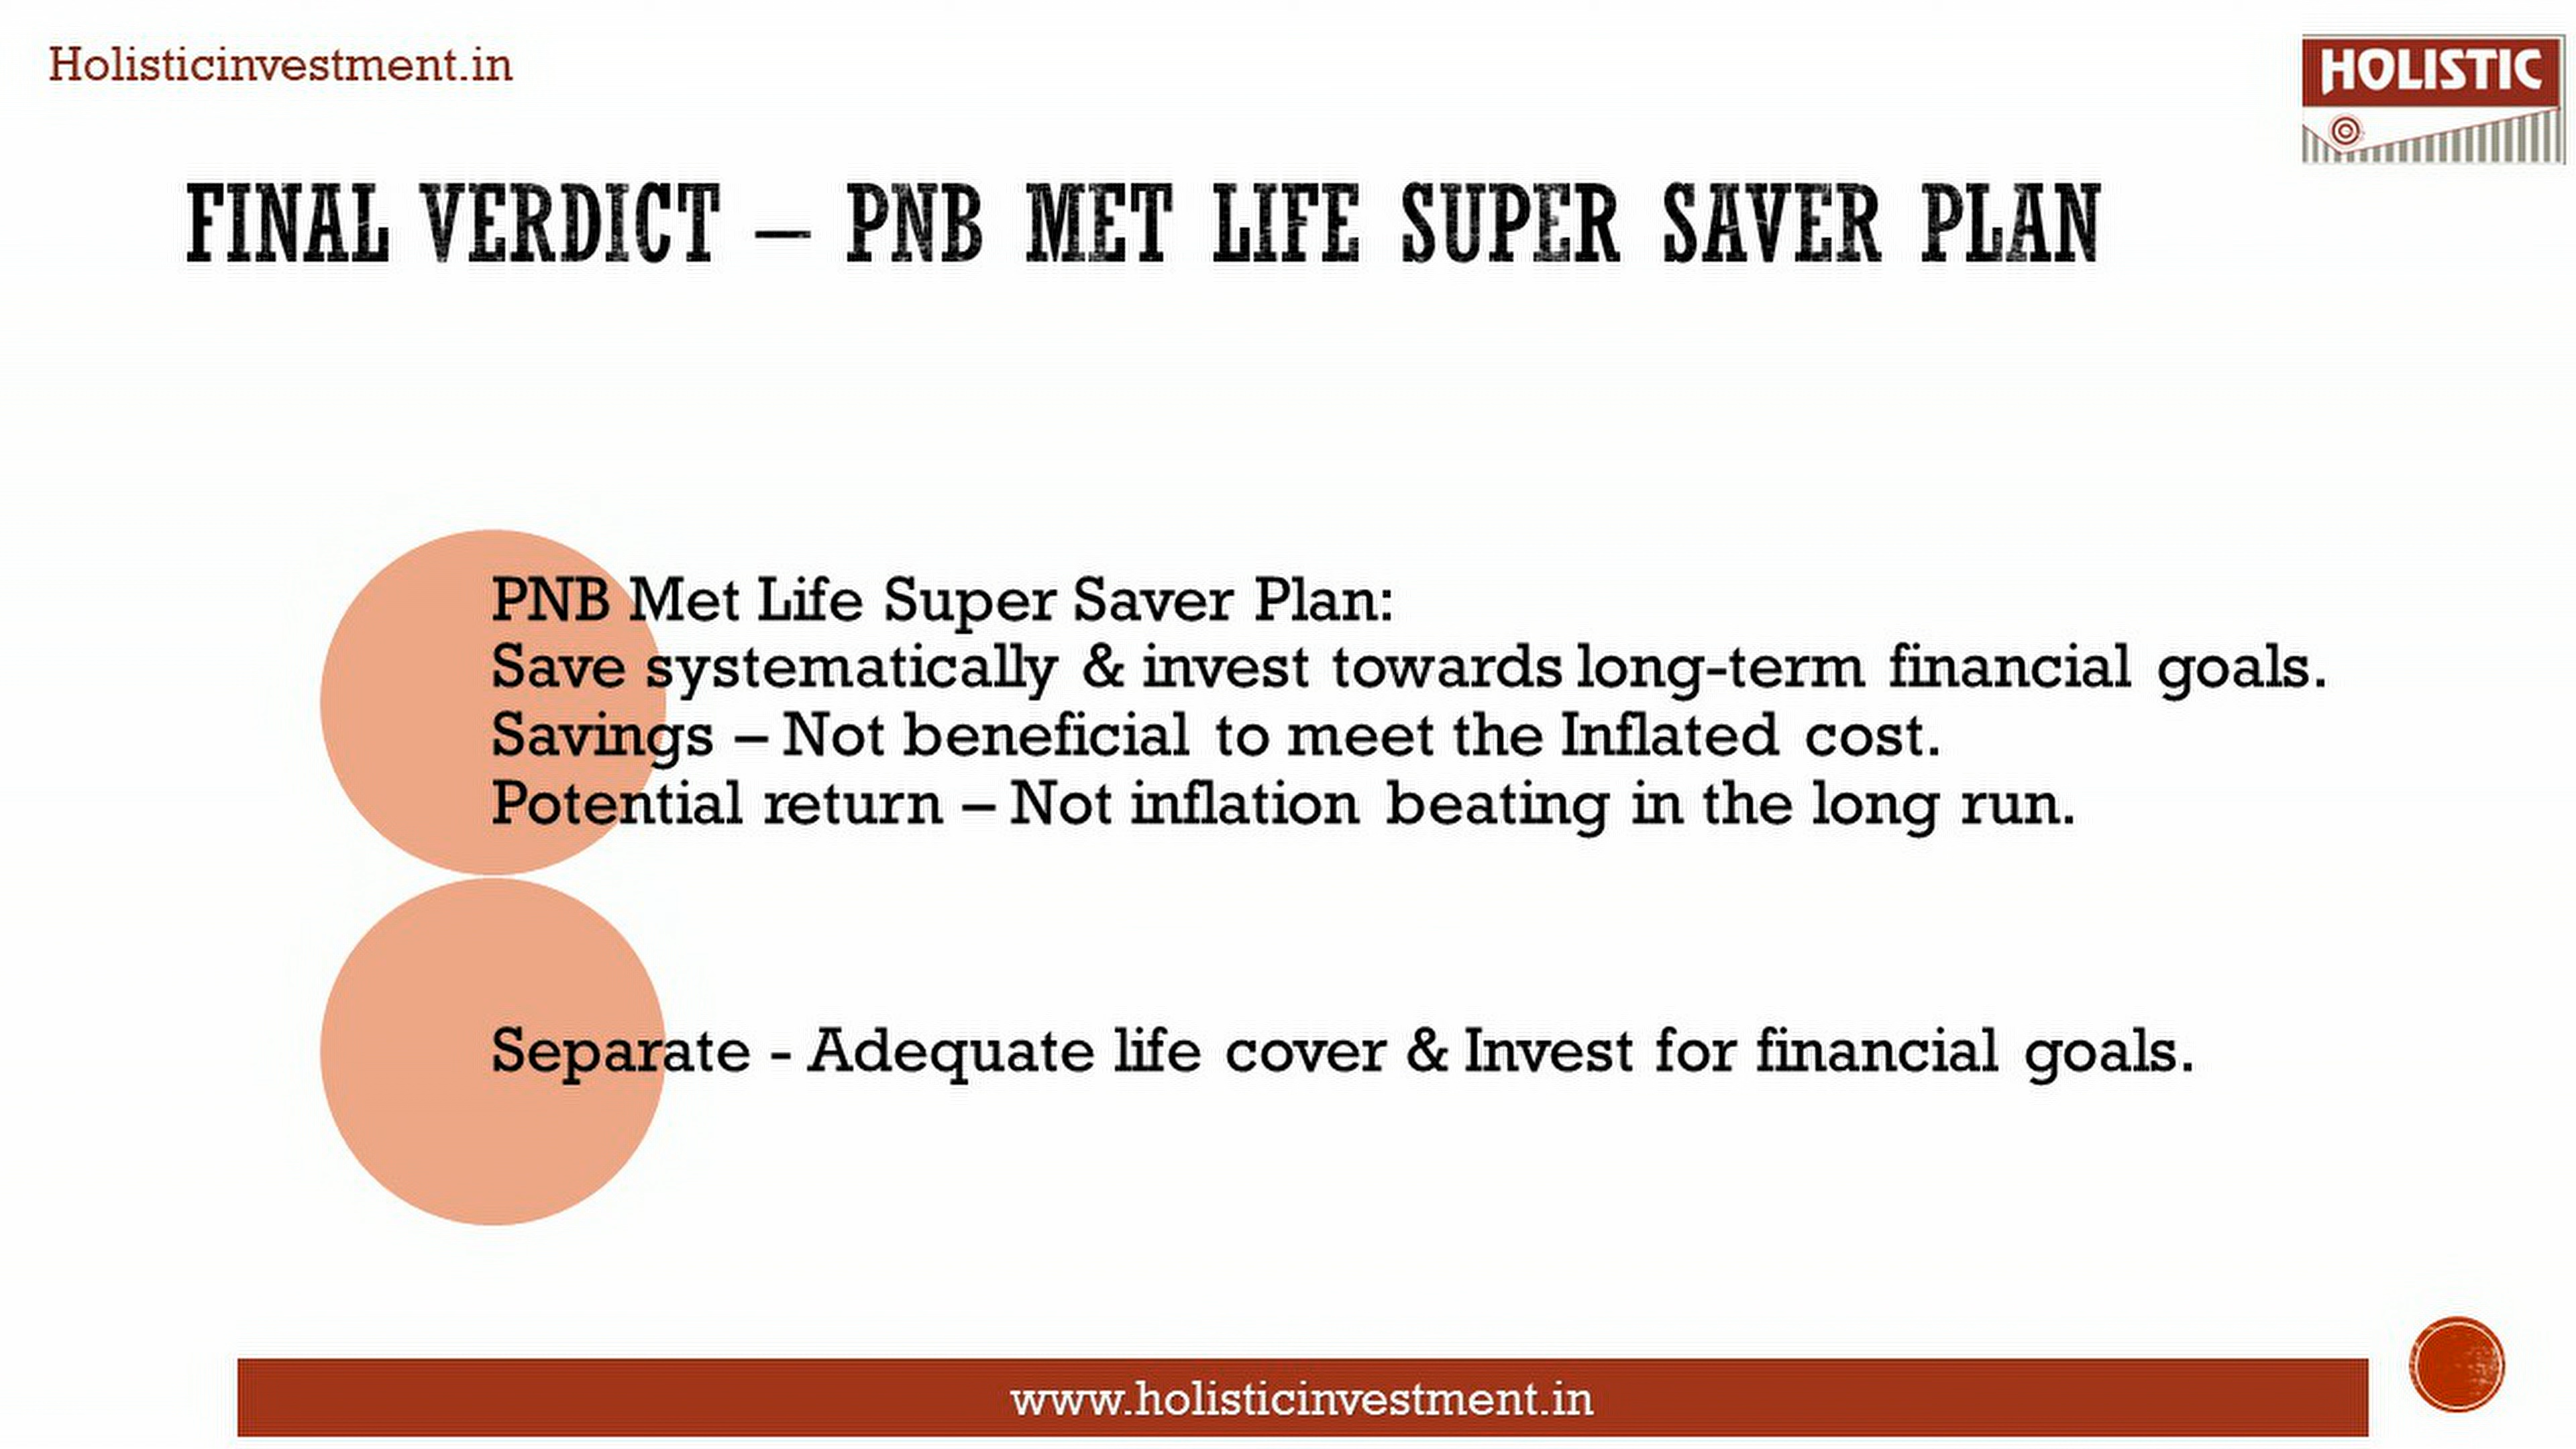 Holisticinvestment.in
HOLISTIC
FINAL VERDICT – PNB MET LIFE SUPER SAVER PLAN
PNB Met Life Super Saver Plan:
Save systematically & invest towards long-term financial goals.
Savings – Not beneficial to meet the Inflated cost.
Potential return – Not inflation beating in the long run.
Separate - Adequate life cover & Invest for financial goals.
www.holisticinvestment.in